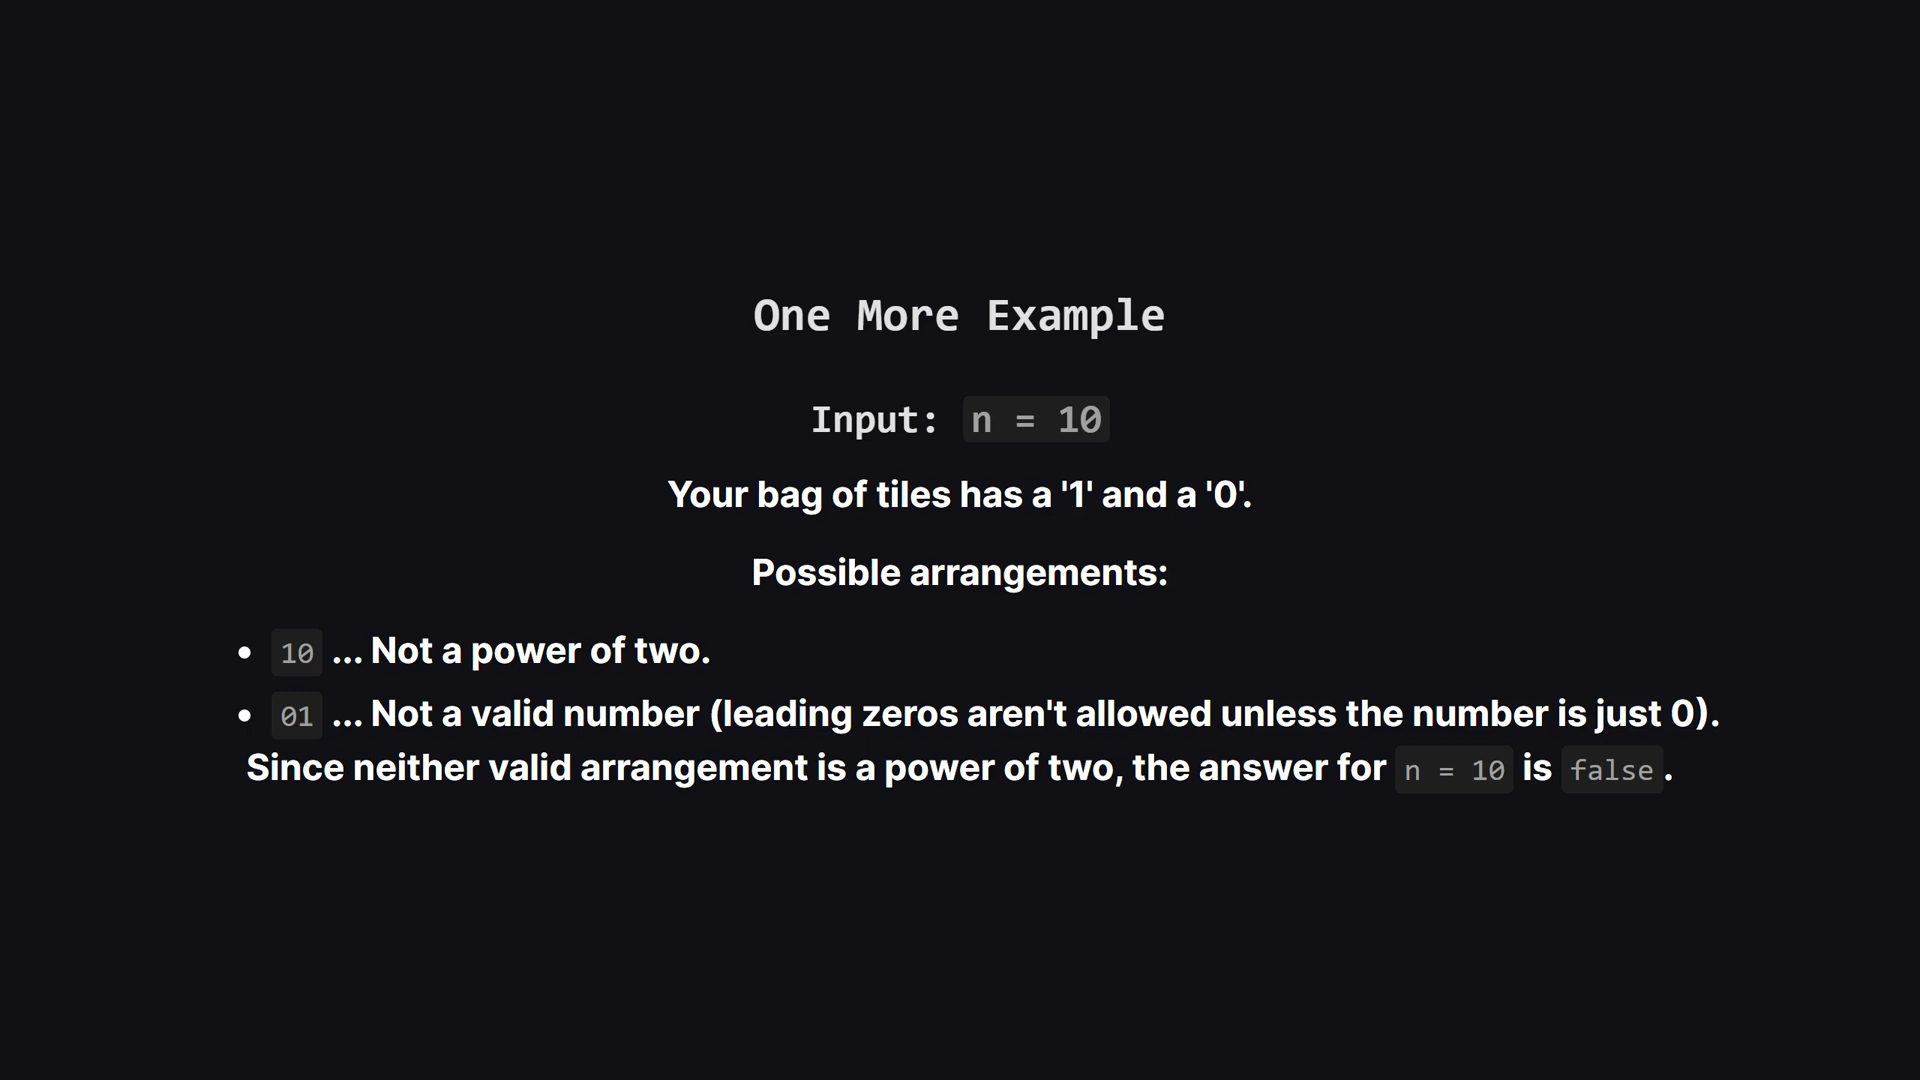 One More Example
Input: n = 10
Your bag of tiles has a '1' and a '0'.
Possible arrangements:
• 10 ... Not a power of two.
• 01 ... Not a valid number (leading zeros aren't allowed unless the number is just 0).
Since neither valid arrangement is a power of two, the answer for n = 10 is false.